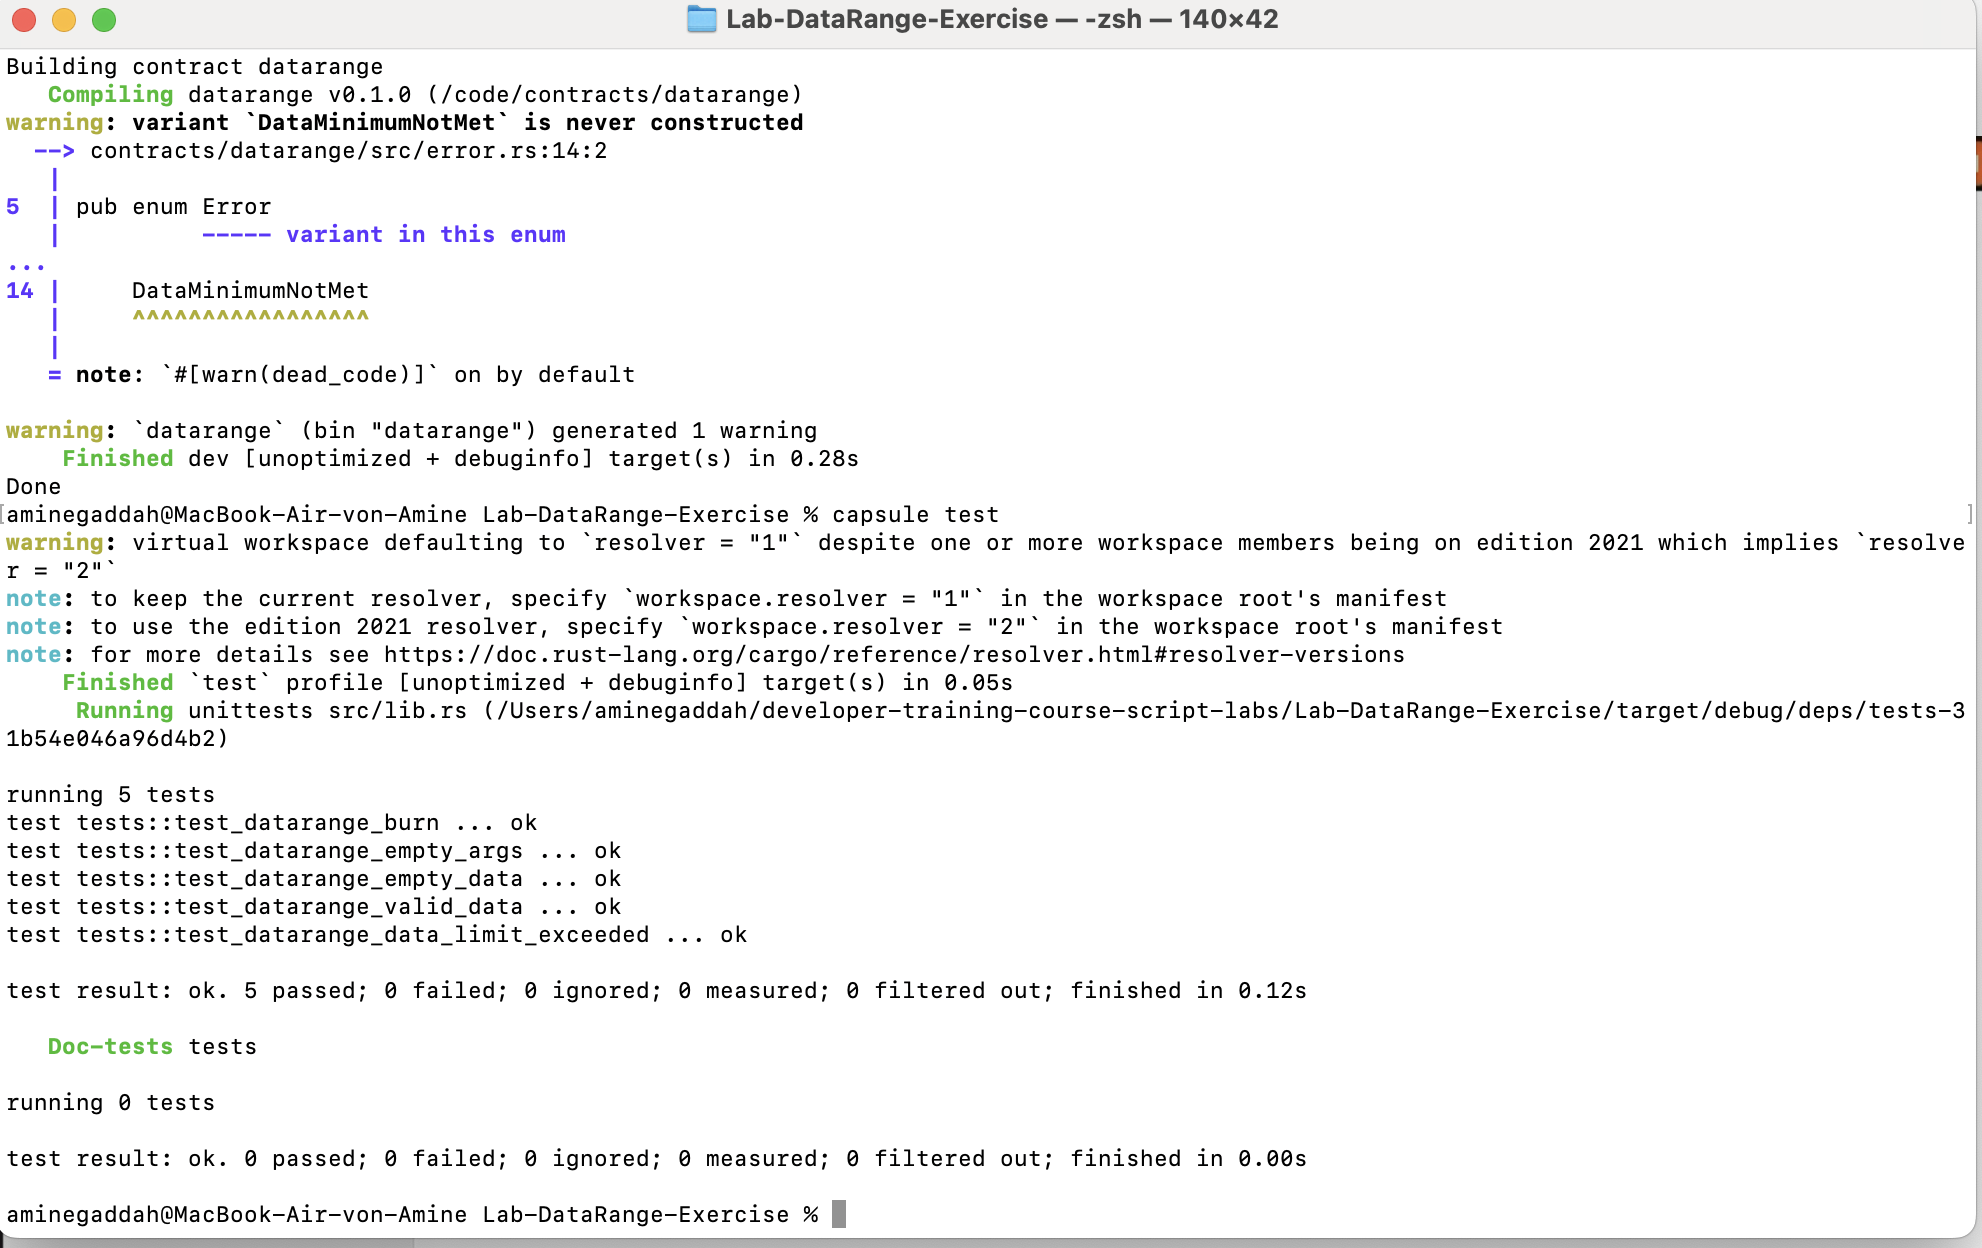 Lab-DataRange-Exercise — -zsh — 140×42
Building contract datarange
   Compiling datarange v0.1.0 (/code/contracts/datarange)
warning: variant `DataMinimumNotMet` is never constructed
  --> contracts/datarange/src/error.rs:14:2
   |
5  | pub enum Error
   |          ----- variant in this enum
...
14 |     DataMinimumNotMet
   |     ^^^^^^^^^^^^^^^^^
   |
   = note: `#[warn(dead_code)]` on by default

warning: `datarange` (bin "datarange") generated 1 warning
    Finished dev [unoptimized + debuginfo] target(s) in 0.28s
Done
[aminegaddah@MacBook-Air-von-Amine Lab-DataRange-Exercise % capsule test ]
warning: virtual workspace defaulting to `resolver = "1"` despite one or more workspace members being on edition 2021 which implies `resolve
r = "2"`
note: to keep the current resolver, specify `workspace.resolver = "1"` in the workspace root's manifest
note: to use the edition 2021 resolver, specify `workspace.resolver = "2"` in the workspace root's manifest
note: for more details see https://doc.rust-lang.org/cargo/reference/resolver.html#resolver-versions
    Finished `test` profile [unoptimized + debuginfo] target(s) in 0.05s
     Running unittests src/lib.rs (/Users/aminegaddah/developer-training-course-script-labs/Lab-DataRange-Exercise/target/debug/deps/tests-3
1b54e046a96d4b2)

running 5 tests
test tests::test_datarange_burn ... ok
test tests::test_datarange_empty_args ... ok
test tests::test_datarange_empty_data ... ok
test tests::test_datarange_valid_data ... ok
test tests::test_datarange_data_limit_exceeded ... ok

test result: ok. 5 passed; 0 failed; 0 ignored; 0 measured; 0 filtered out; finished in 0.12s

   Doc-tests tests

running 0 tests

test result: ok. 0 passed; 0 failed; 0 ignored; 0 measured; 0 filtered out; finished in 0.00s

aminegaddah@MacBook-Air-von-Amine Lab-DataRange-Exercise %